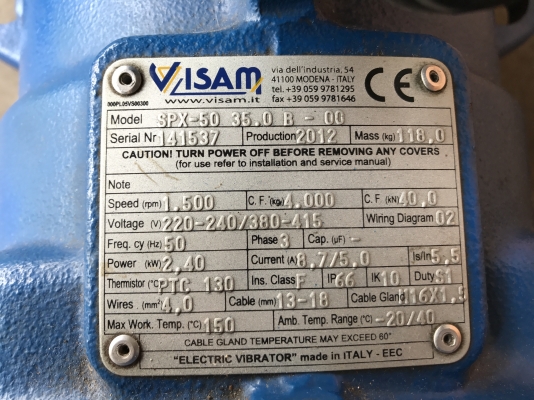 VISAM
via dell'industria, 54
41100 MODENA - ITALY
tel. +39 059 9781295
fax +39 059 9781646
CE
000PL05VS00300
www.visam.it
Model SPX-50 35.0 B - 00
Serial Nr 141537 Production 2012 Mass (kg) 118,0
CAUTION! TURN POWER OFF BEFORE REMOVING ANY COVERS
(for use refer to installation and service manual)
Note
Speed (rpm) 1.500 C. F. (kg) 4.000 C. F. (kN) 40,0
Voltage (V) 220-240/380-415 Wiring Diagram 02
Freq. cy (Hz) 50 Phase 3 Cap. (µF) -
Power (kW) 2,40 Current (A) 8,7/5,0 Is/In 5,5
Thermistor (°C) PTC 130 Ins. Class F IP 66 IK 10 Duty S1
Wires (mm²) 4,0 Cable (mm) 13-18 Cable Gland M16X1,5
Max Work. Temp. (°C) 150 Amb. Temp. Range (°C) -20/40
CABLE GLAND TEMPERATURE MAY EXCEED 60°
"ELECTRIC VIBRATOR" made in ITALY - EEC